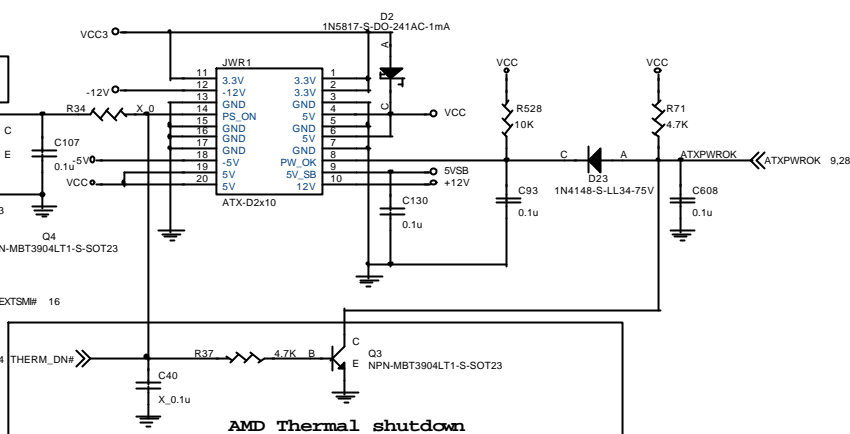 D2
1N5817-S-DO-241AC-1mA
VCC3
A
C
JWR1
11 3.3V 3.3V 1
12 -12V 3.3V 2
13 GND GND 3
14 PS_ON 5V 4
15 GND GND 5
16 GND 5V 6
17 GND GND 7
18 -5V PW_OK 8
19 5V 5V_SB 9
20 5V 12V 10
ATX-D2x10
-12V
R34 X_0
C
E
C107
0.1u
-5V
VCC
VCC
5VSB
+12V
C130
0.1u
VCC
R528
10K
VCC
R71
4.7K
C A
D23
1N4148-S-LL34-75V
ATXPWROK
ATXPWROK 9,28
C93
0.1u
C608
0.1u
3
Q4
N-MBT3904LT1-S-SOT23
EXTSMI# 16
4 THERM_DN#
R37 4.7K B
C
E
Q3
NPN-MBT3904LT1-S-SOT23
C40
X_0.1u
AMD Thermal shutdown